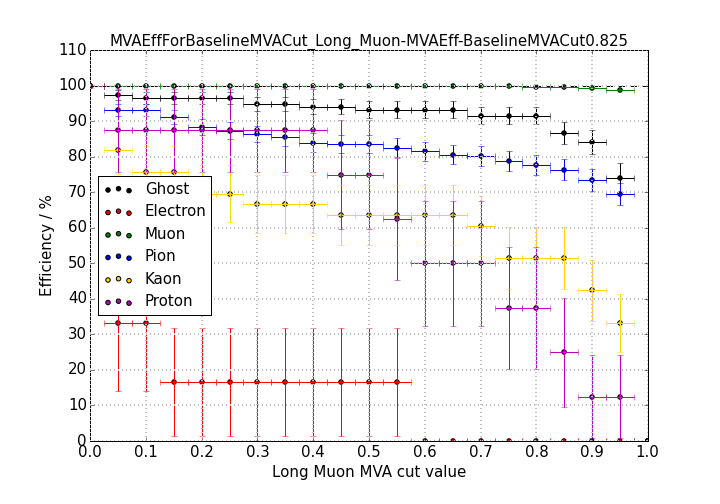 MVAEffForBaselineMVACut_Long_Muon-MVAEff-BaselineMVACut0.825
110
100
90
80
70
60
50
40
30
20
10
0
Efficiency / %
Ghost
Electron
Muon
Pion
Kaon
Proton
0.0 0.1 0.2 0.3 0.4 0.5 0.6 0.7 0.8 0.9 1.0
Long Muon MVA cut value